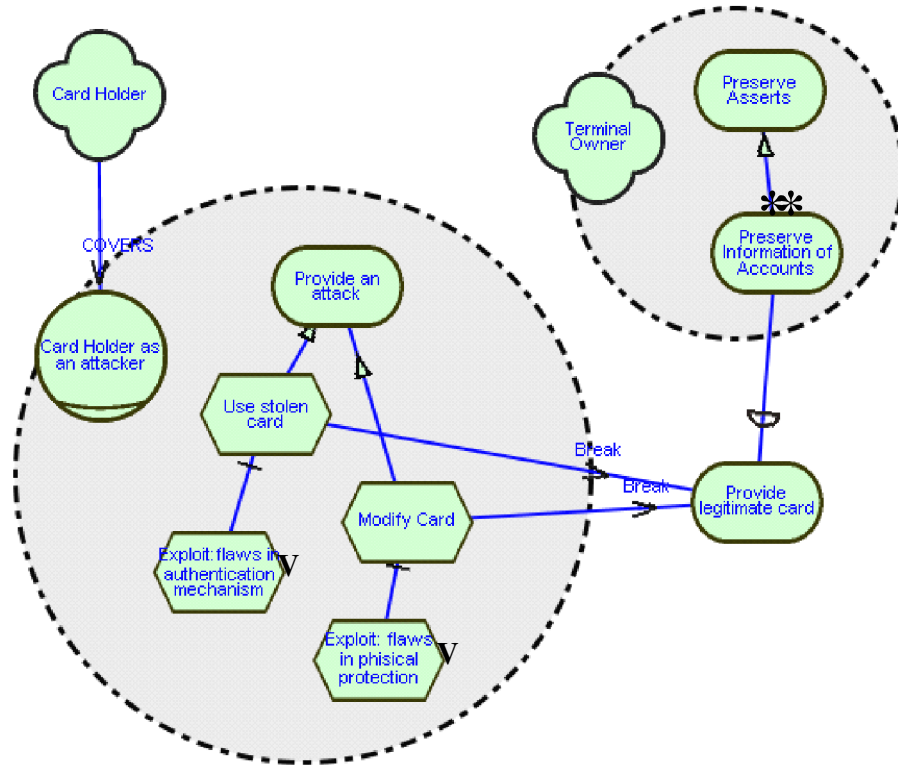 Card Holder
Preserve
Asserts
Terminal
Owner
COVERS
Preserve
Information of
Accounts
**
Provide an
attack
Card Holder as
an attacker
Use stolen
card
Break
Break
Provide
legitimate card
Modify Card
Exploit: flaws in
authentication
mechanism
V
Exploit: flaws
in phisical
protection
V